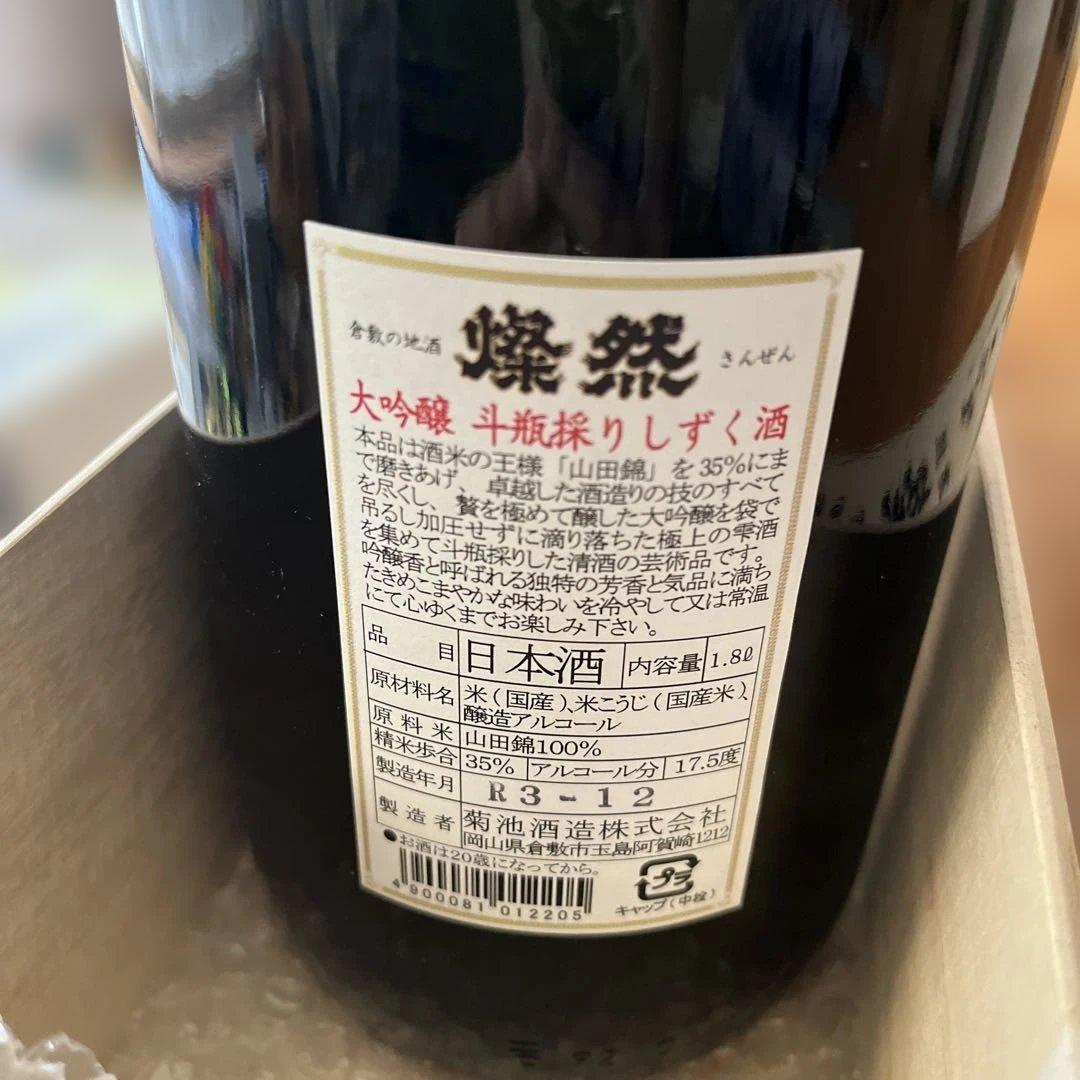 倉敷の地酒 燦然 さんぜん
大吟醸 斗瓶採りしずく酒
本品は酒米の王様「山田錦」を35%にま
で磨きあげ、卓越した酒造りの技のすべて
を尽くし、贅を極めて醸した大吟醸を袋で
吊るし加圧せずに滴り落ちた極上の雫酒
を集めて斗瓶採りした清酒の芸術品です。
吟醸香と呼ばれる独特の芳香と気品に満ち
たきめこまやかな味わいを冷やして又は常温
にて心ゆくまでお楽しみ下さい。
品目 日本酒 内容量 1.8ℓ
原材料名 米(国産)、米こうじ(国産米)、
醸造アルコール
原料米 山田錦100%
精米歩合 35% アルコール分 17.5度
製造年月 R3-12
製造者 菊池酒造株式会社
岡山県倉敷市玉島阿賀崎1212
●お酒は20歳になってから。
4900081012205
プラ
キャップ(中栓)